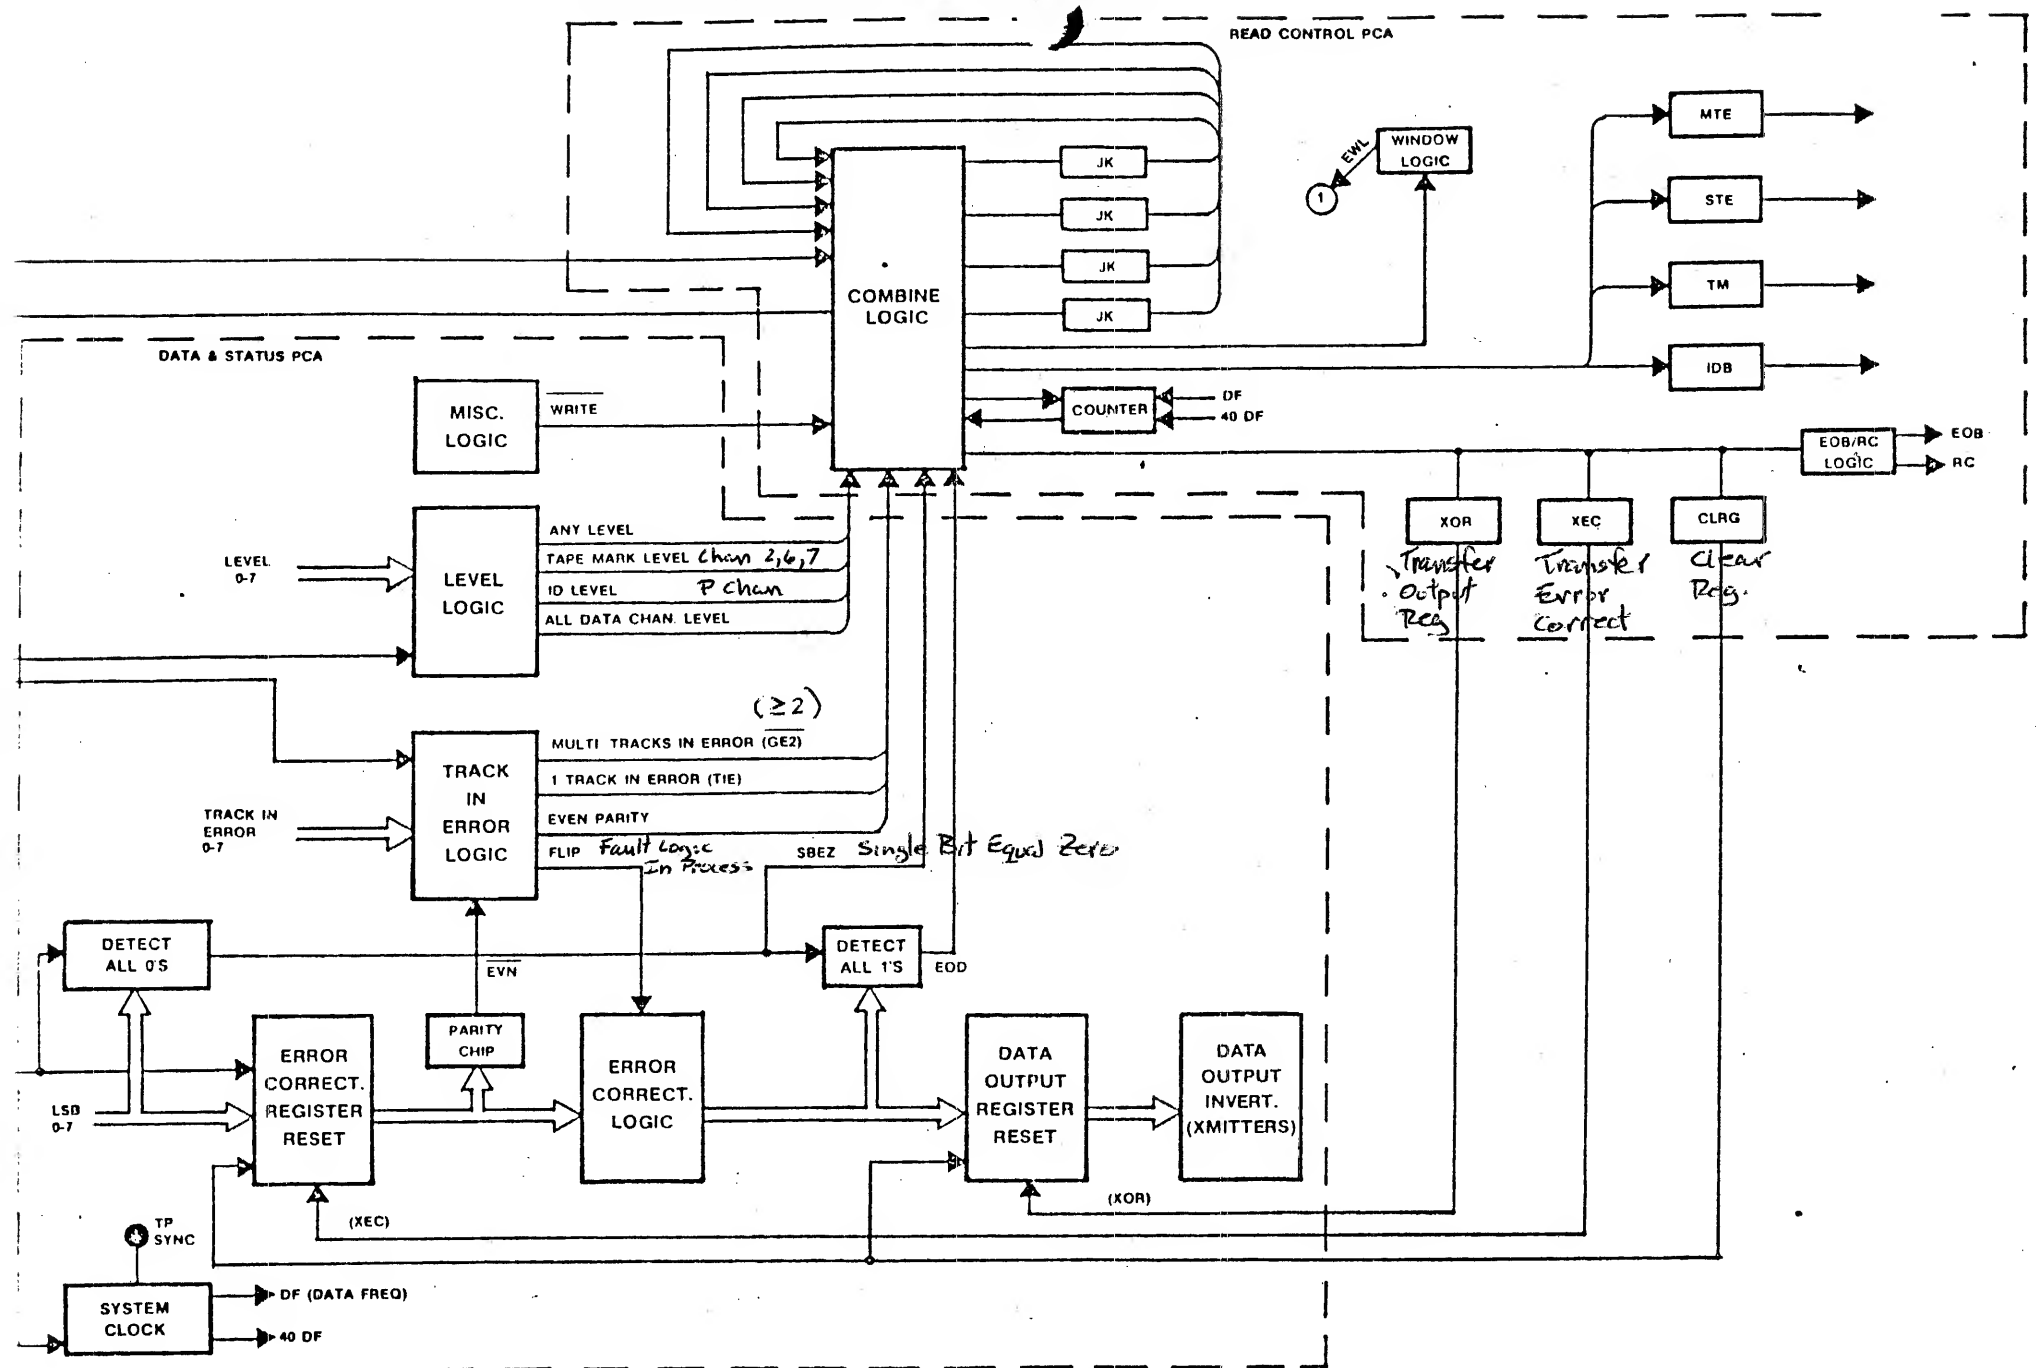 READ CONTROL PCA
JK
JK
JK
JK
EWL
1
WINDOW
LOGIC
MTE
STE
TM
IDB
COMBINE
LOGIC
COUNTER
DF
40 DF
EOB/RC
LOGIC
EOB
RC
XOR
Transfer
Output
Reg
XEC
Transfer
Error
Correct
CLRG
Clear
Reg.
DATA & STATUS PCA
MISC.
LOGIC
WRITE
LEVEL
0-7
LEVEL
LOGIC
ANY LEVEL
TAPE MARK LEVEL Chan 2,6,7
ID LEVEL P Chan
ALL DATA CHAN. LEVEL
(≥2)
TRACK IN
ERROR
0-7
TRACK
IN
ERROR
LOGIC
MULTI TRACKS IN ERROR (GE2)
1 TRACK IN ERROR (TIE)
EVEN PARITY
FLIP Fault Logic
In Process
SBEZ Single Bit Equal Zero
DETECT
ALL 0'S
EVN
DETECT
ALL 1'S
EOD
LSD
0-7
ERROR
CORRECT.
REGISTER
RESET
PARITY
CHIP
ERROR
CORRECT.
LOGIC
DATA
OUTPUT
REGISTER
RESET
DATA
OUTPUT
INVERT.
(XMITTERS)
(XEC)
(XOR)
TP
SYNC
SYSTEM
CLOCK
DF (DATA FREQ)
40 DF